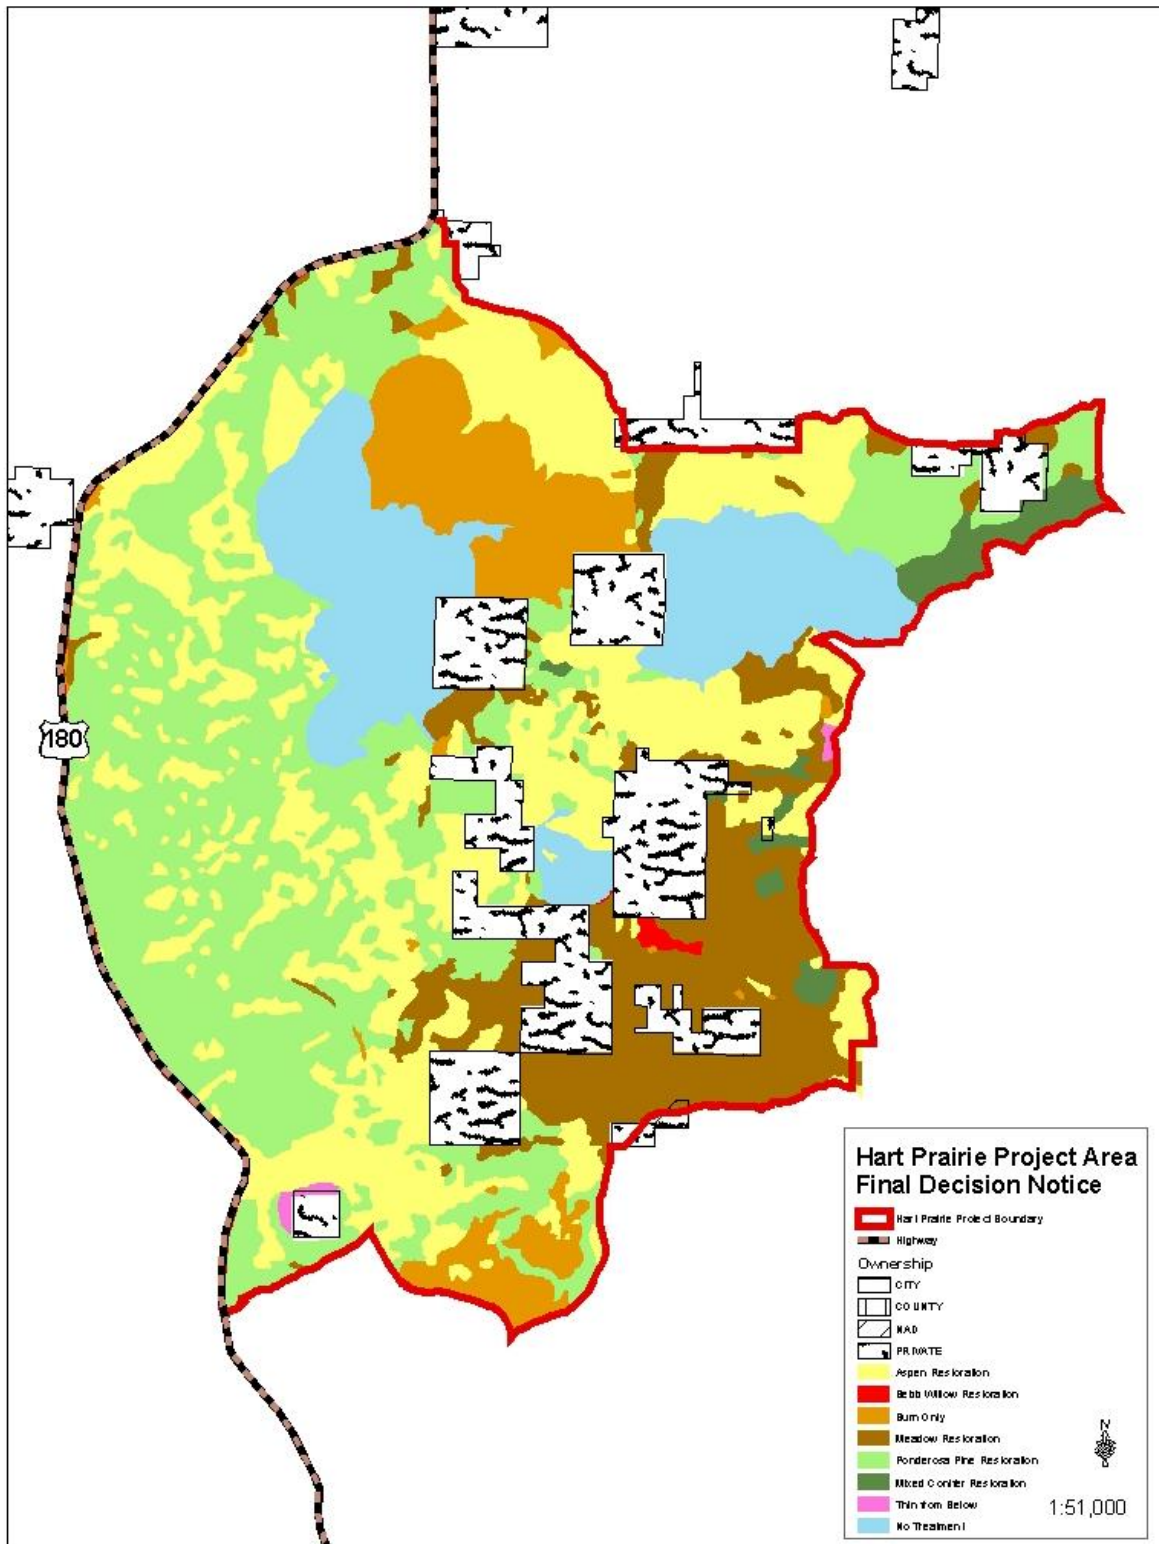 180
Hart Prairie Project Area
Final Decision Notice
Hart Prairie Project Boundary
Highway
Ownership
CITY
COUNTY
NAD
PRIVATE
Aspen Restoration
Bebb Willow Restoration
Burn Only
Meadow Restoration
Ponderosa Pine Restoration
Mixed Conifer Restoration
Thin from Below
No Treatment
N
1:51,000